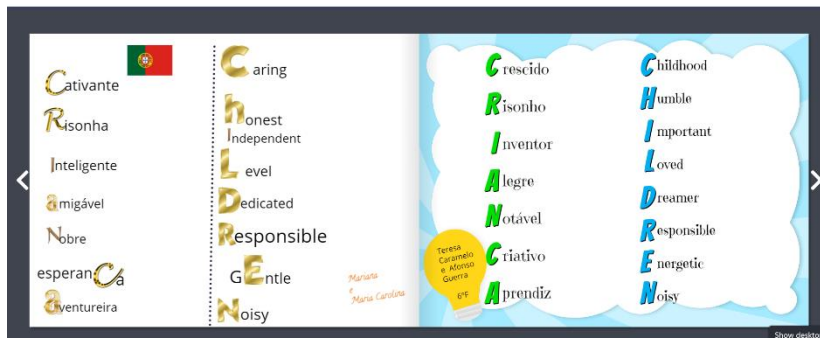 Cativante
Risonha
Inteligente
amigável
Nobre
esperanCa
aventureira
Caring
honest
Independent
Level
Dedicated
Responsible
GEntle
Noisy
Mariana
e
Maria Carolina
Crescido
Risonho
Inventor
Alegre
Notável
Criativo
Aprendiz
Teresa
Caramelo
e Afonso
Guerra
6ºF
Childhood
Humble
Important
Loved
Dreamer
Responsible
Energetic
Noisy
Show deskto